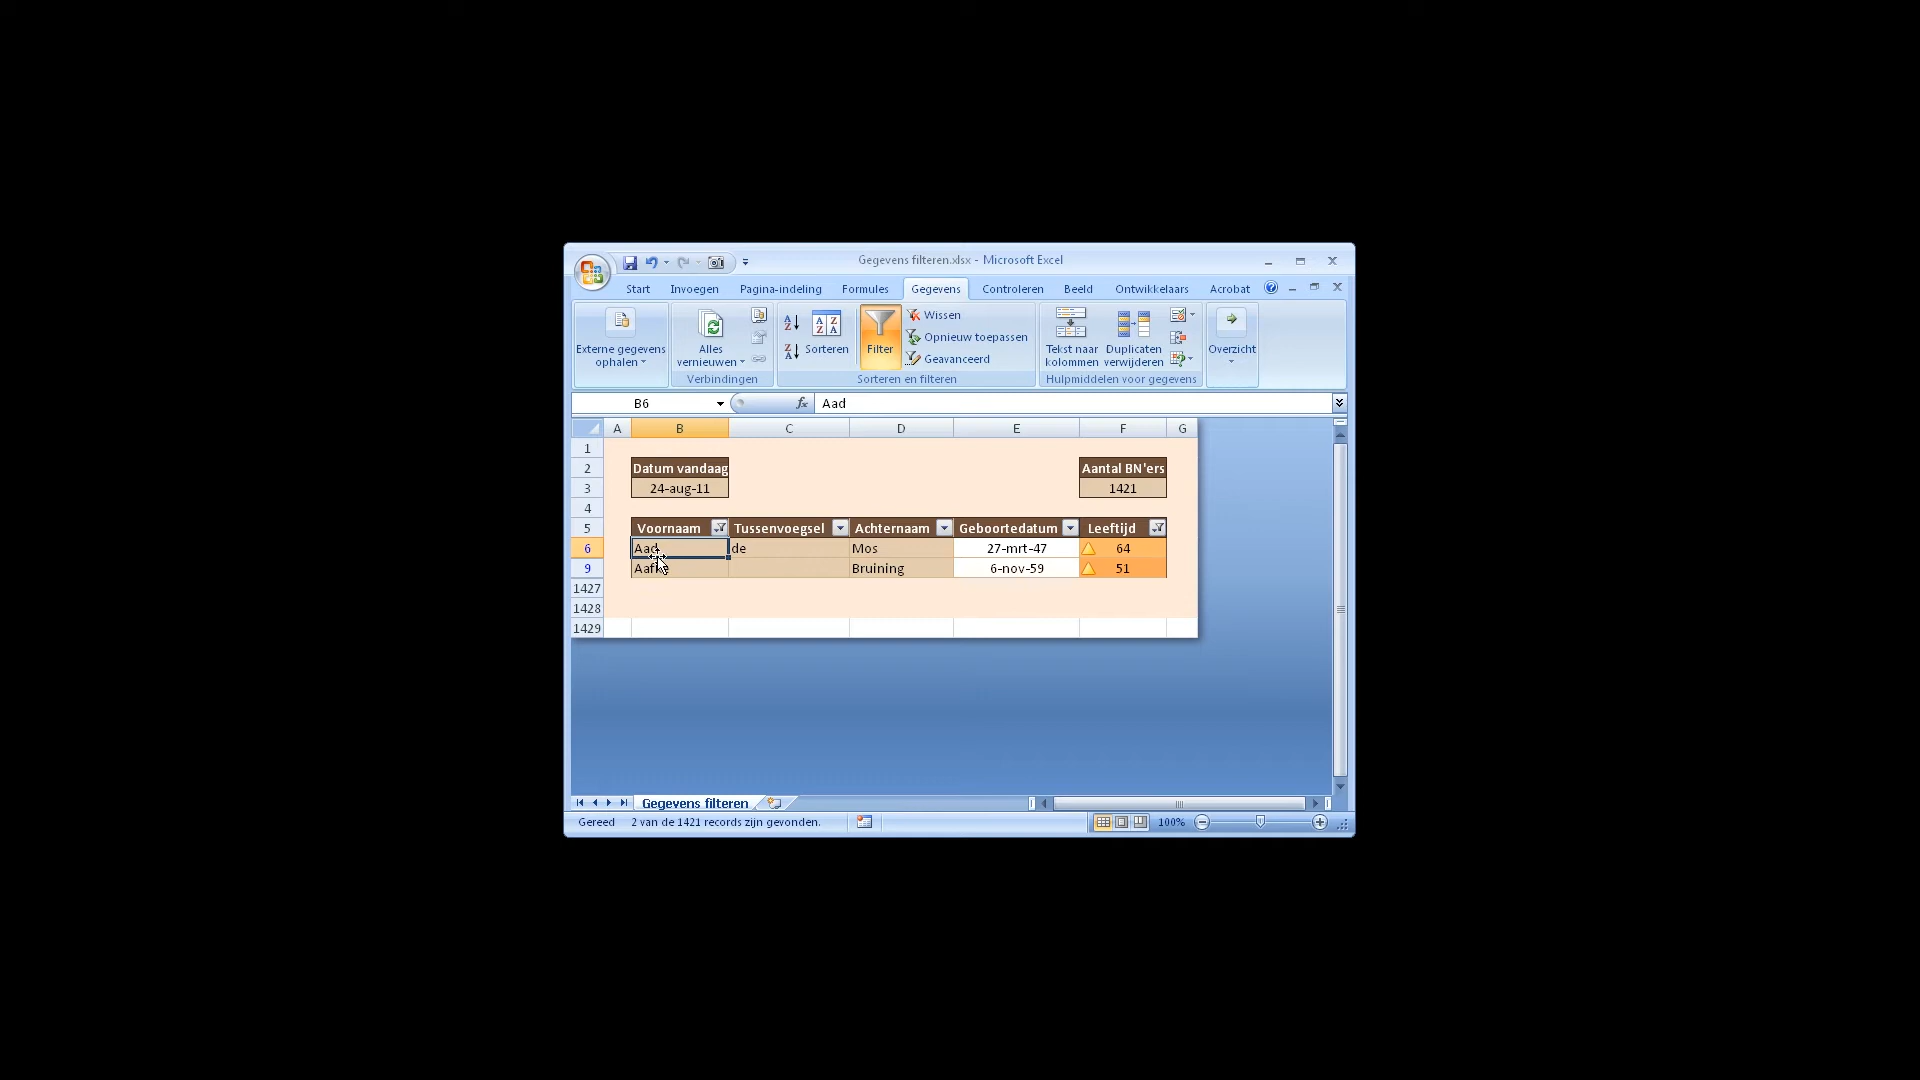 Gegevens filteren.xlsx - Microsoft Excel
Start Invoegen Pagina-indeling Formules Gegevens Controleren Beeld Ontwikkelaars Acrobat
Externe gegevens ophalen
Alles vernieuwen
Verbindingen
Sorteren
Filter
Wissen
Opnieuw toepassen
Geavanceerd
Sorteren en filteren
Tekst naar kolommen
Duplicaten verwijderen
Hulpmiddelen voor gegevens
Overzicht
B6 fx Aad
A B C D E F G
1
2 Datum vandaag Aantal BN'ers
3 24-aug-11 1421
4
5 Voornaam Tussenvoegsel Achternaam Geboortedatum Leeftijd
6 Aad de Mos 27-mrt-47 64
9 Aafke Bruining 6-nov-59 51
1427
1428
1429
Gegevens filteren
Gereed 2 van de 1421 records zijn gevonden. 100%